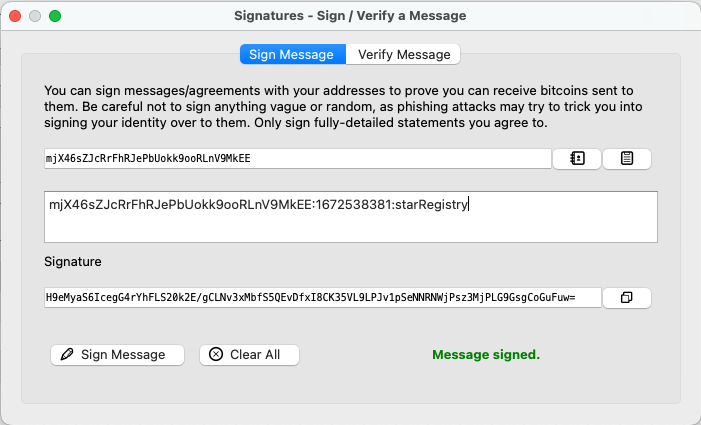 Signatures - Sign / Verify a Message
Sign Message
Verify Message
You can sign messages/agreements with your addresses to prove you can receive bitcoins sent to
them. Be careful not to sign anything vague or random, as phishing attacks may try to trick you into
signing your identity over to them. Only sign fully-detailed statements you agree to.
mjX46sZJcRrFhRJePbUokk9ooRLnV9MkEE
mjX46sZJcRrFhRJePbUokk9ooRLnV9MkEE:1672538381:starRegistry
Signature
H9eMyaS6IcegG4rYhFLS20k2E/gCLNv3xMbfS5QEvDfxI8CK35VL9LPJv1pSeNNRNWjPsz3MjPLG9GsgCoGuFuw=
Sign Message
Clear All
Message signed.